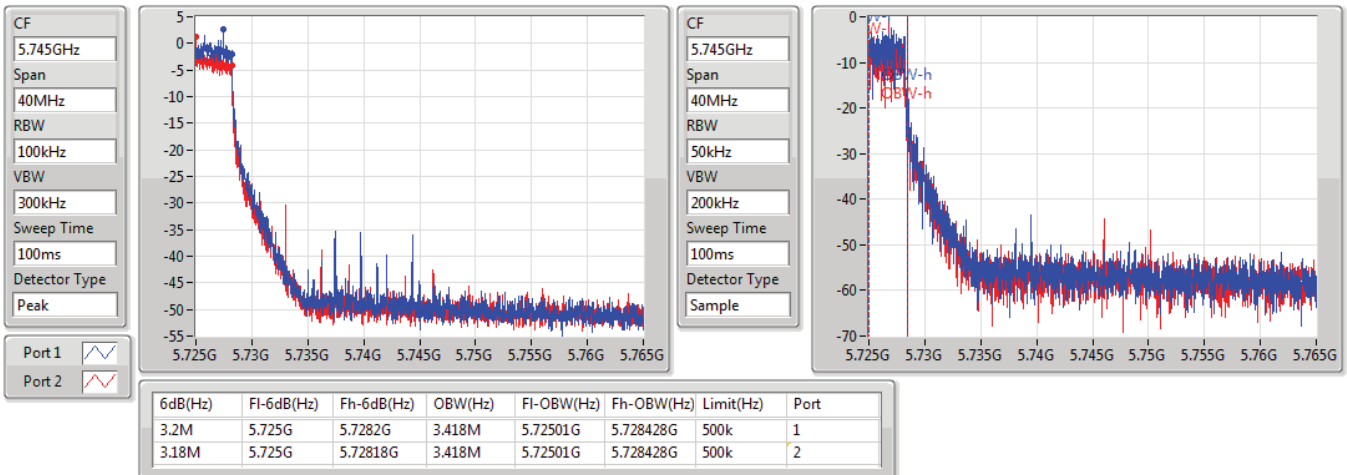 CF
5.745GHz
Span
40MHz
RBW
100kHz
VBW
300kHz
Sweep Time
100ms
Detector Type
Peak
Port 1
Port 2
5
0
-5
-10
-15
-20
-25
-30
-35
-40
-45
-50
-55
5.725G 5.73G 5.735G 5.74G 5.745G 5.75G 5.755G 5.76G 5.765G
CF
5.745GHz
Span
40MHz
RBW
50kHz
VBW
200kHz
Sweep Time
100ms
Detector Type
Sample
0
-10
-20
-30
-40
-50
-60
-70
OBW-h
5.725G 5.73G 5.735G 5.74G 5.745G 5.75G 5.755G 5.76G 5.765G
6dB(Hz) Fl-6dB(Hz) Fh-6dB(Hz) OBW(Hz) Fl-OBW(Hz) Fh-OBW(Hz) Limit(Hz) Port
3.2M 5.725G 5.7282G 3.418M 5.72501G 5.728428G 500k 1
3.18M 5.725G 5.72818G 3.418M 5.72501G 5.728428G 500k 2